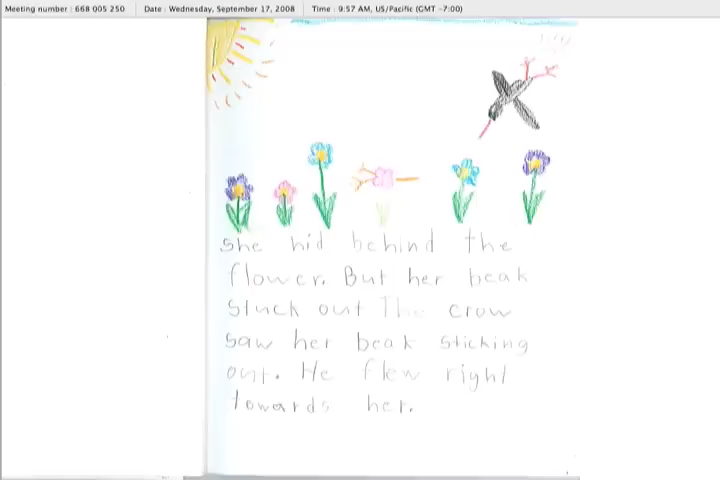 Meeting number : 668 005 250 Date : Wednesday, September 17, 2008 Time : 9:57 AM, US/Pacific (GMT -7:00)
She hid behind the
flower. But her beak
stuck out The crow
saw her beak sticking
out. He flew right
towards her.